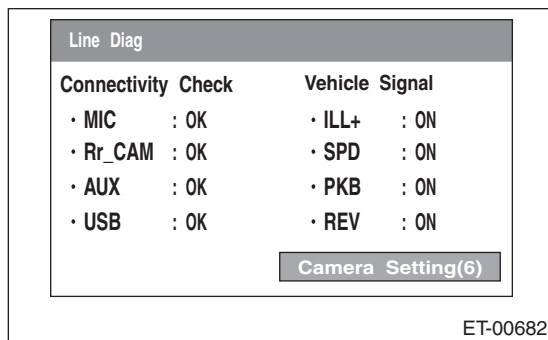 Line Diag
Connectivity Check Vehicle Signal
・MIC : OK ・ILL+ : ON
・Rr_CAM : OK ・SPD : ON
・AUX : OK ・PKB : ON
・USB : OK ・REV : ON
Camera Setting(6)
ET-00682